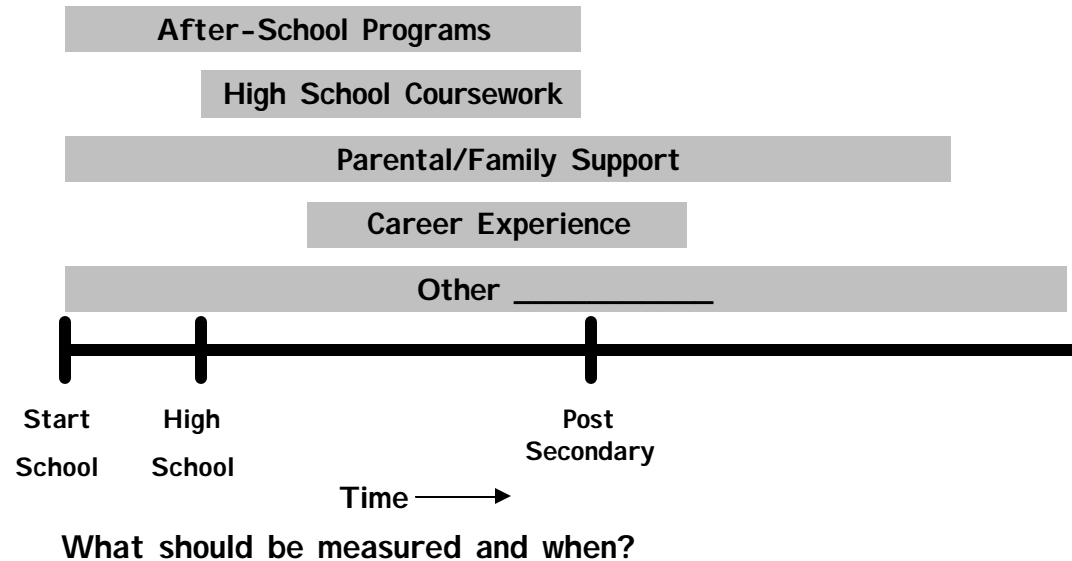 After-School Programs
High School Coursework
Parental/Family Support
Career Experience
Other ____________
Start High Post
School School Secondary
Time
What should be measured and when?